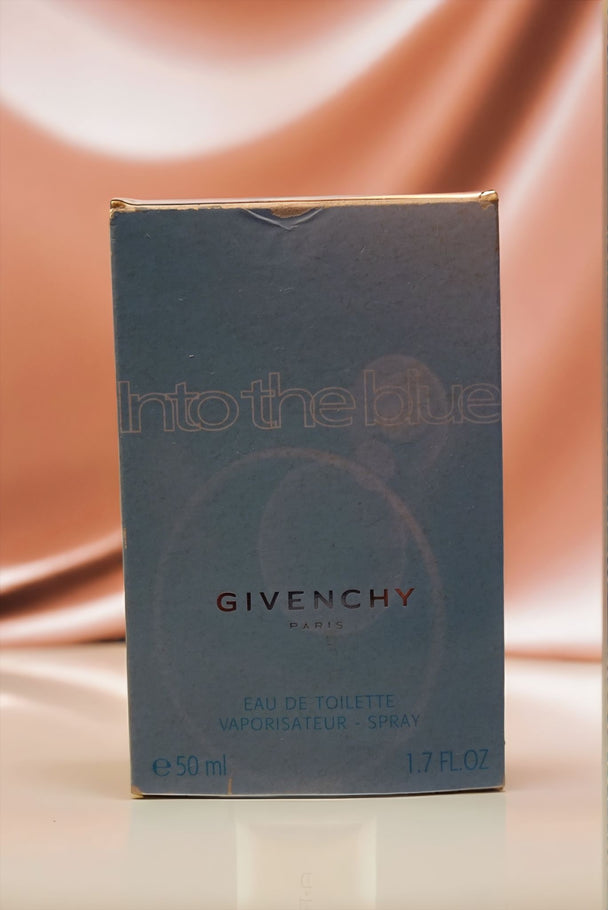 Into the blue
GIVENCHY
PARIS
EAU DE TOILETTE
VAPORISATEUR - SPRAY
℮ 50 ml 1.7 FL.OZ